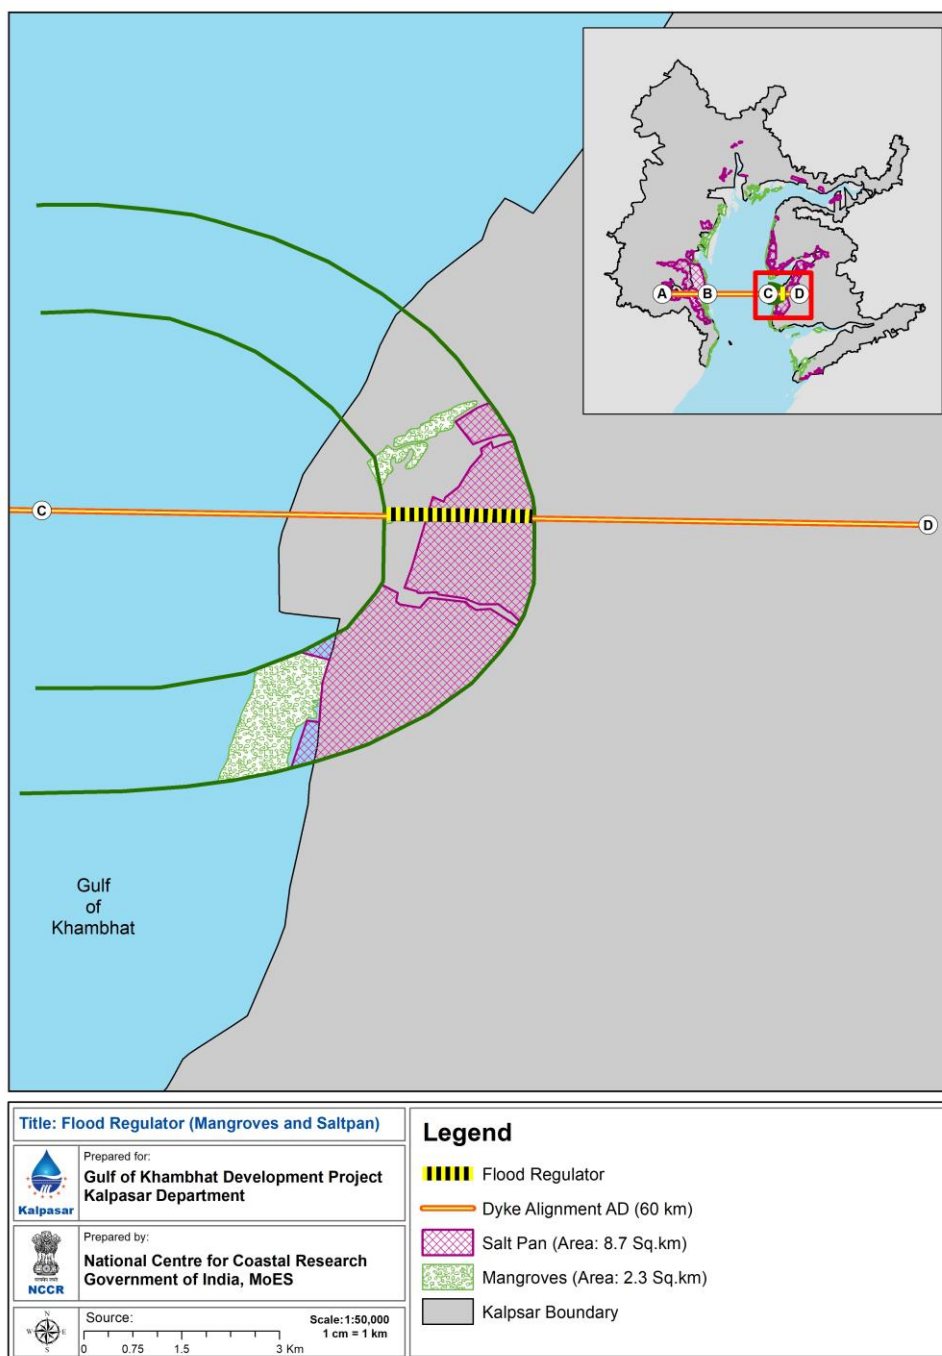 A
B
C
D
C
D
Gulf
of
Khambhat
Title: Flood Regulator (Mangroves and Saltpan)
Kalpasar
Prepared for:
Gulf of Khambhat Development Project
Kalpasar Department
NCCR
Prepared by:
National Centre for Coastal Research
Government of India, MoES
N
W
E
S
Source:
Scale:1:50,000
1 cm = 1 km
0 0.75 1.5 3 Km
Legend
Flood Regulator
Dyke Alignment AD (60 km)
Salt Pan (Area: 8.7 Sq.km)
Mangroves (Area: 2.3 Sq.km)
Kalpsar Boundary